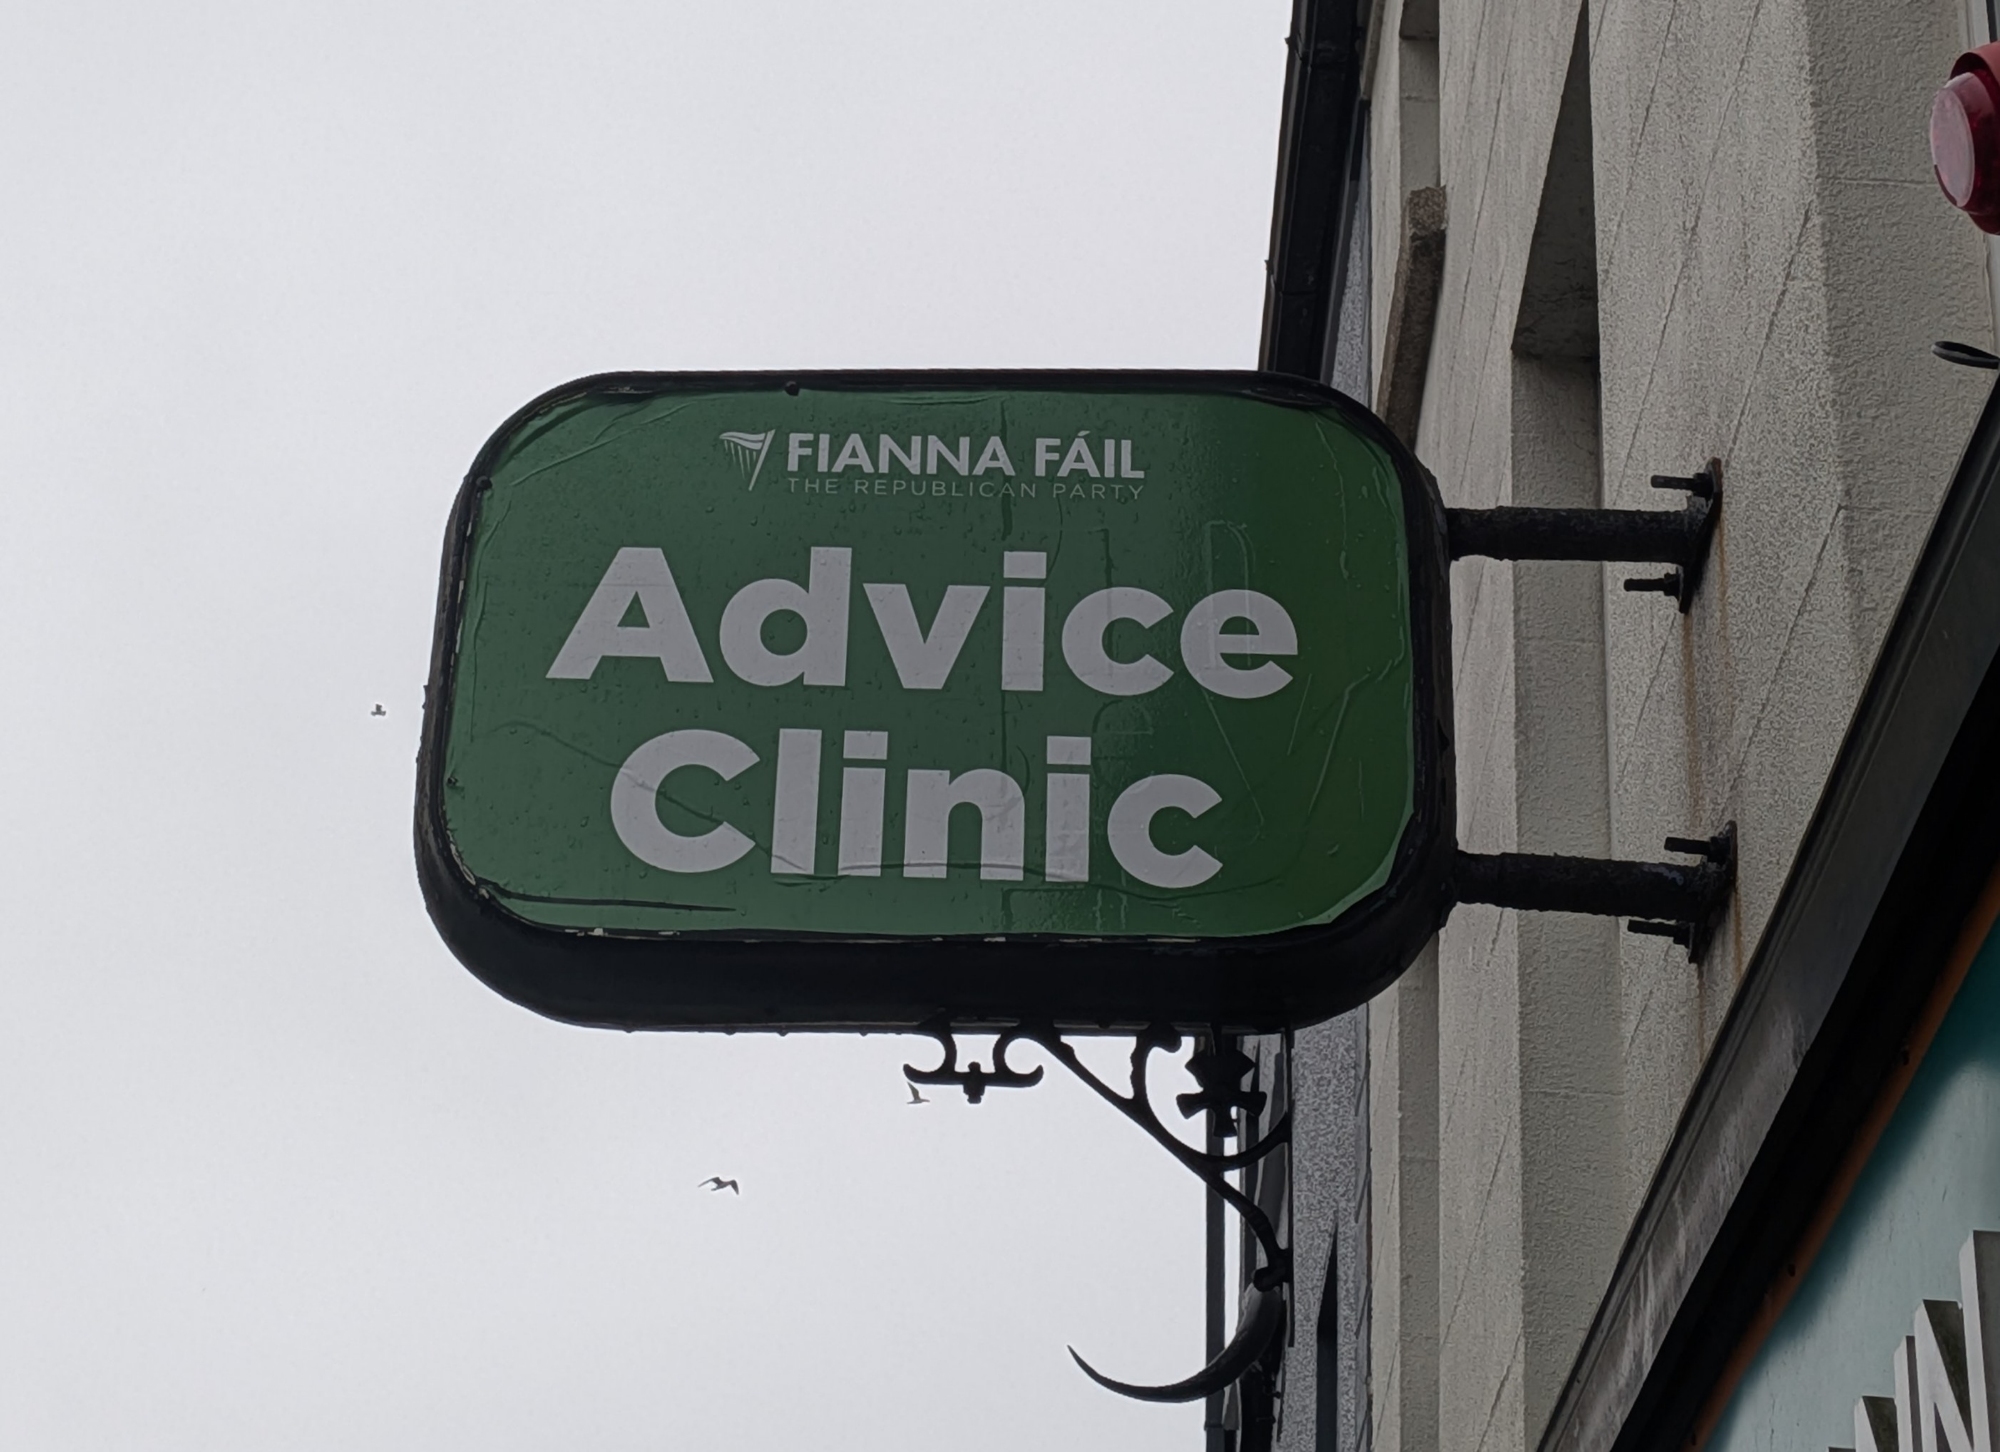 FIANNA FÁIL
THE REPUBLICAN PARTY
Advice
Clinic